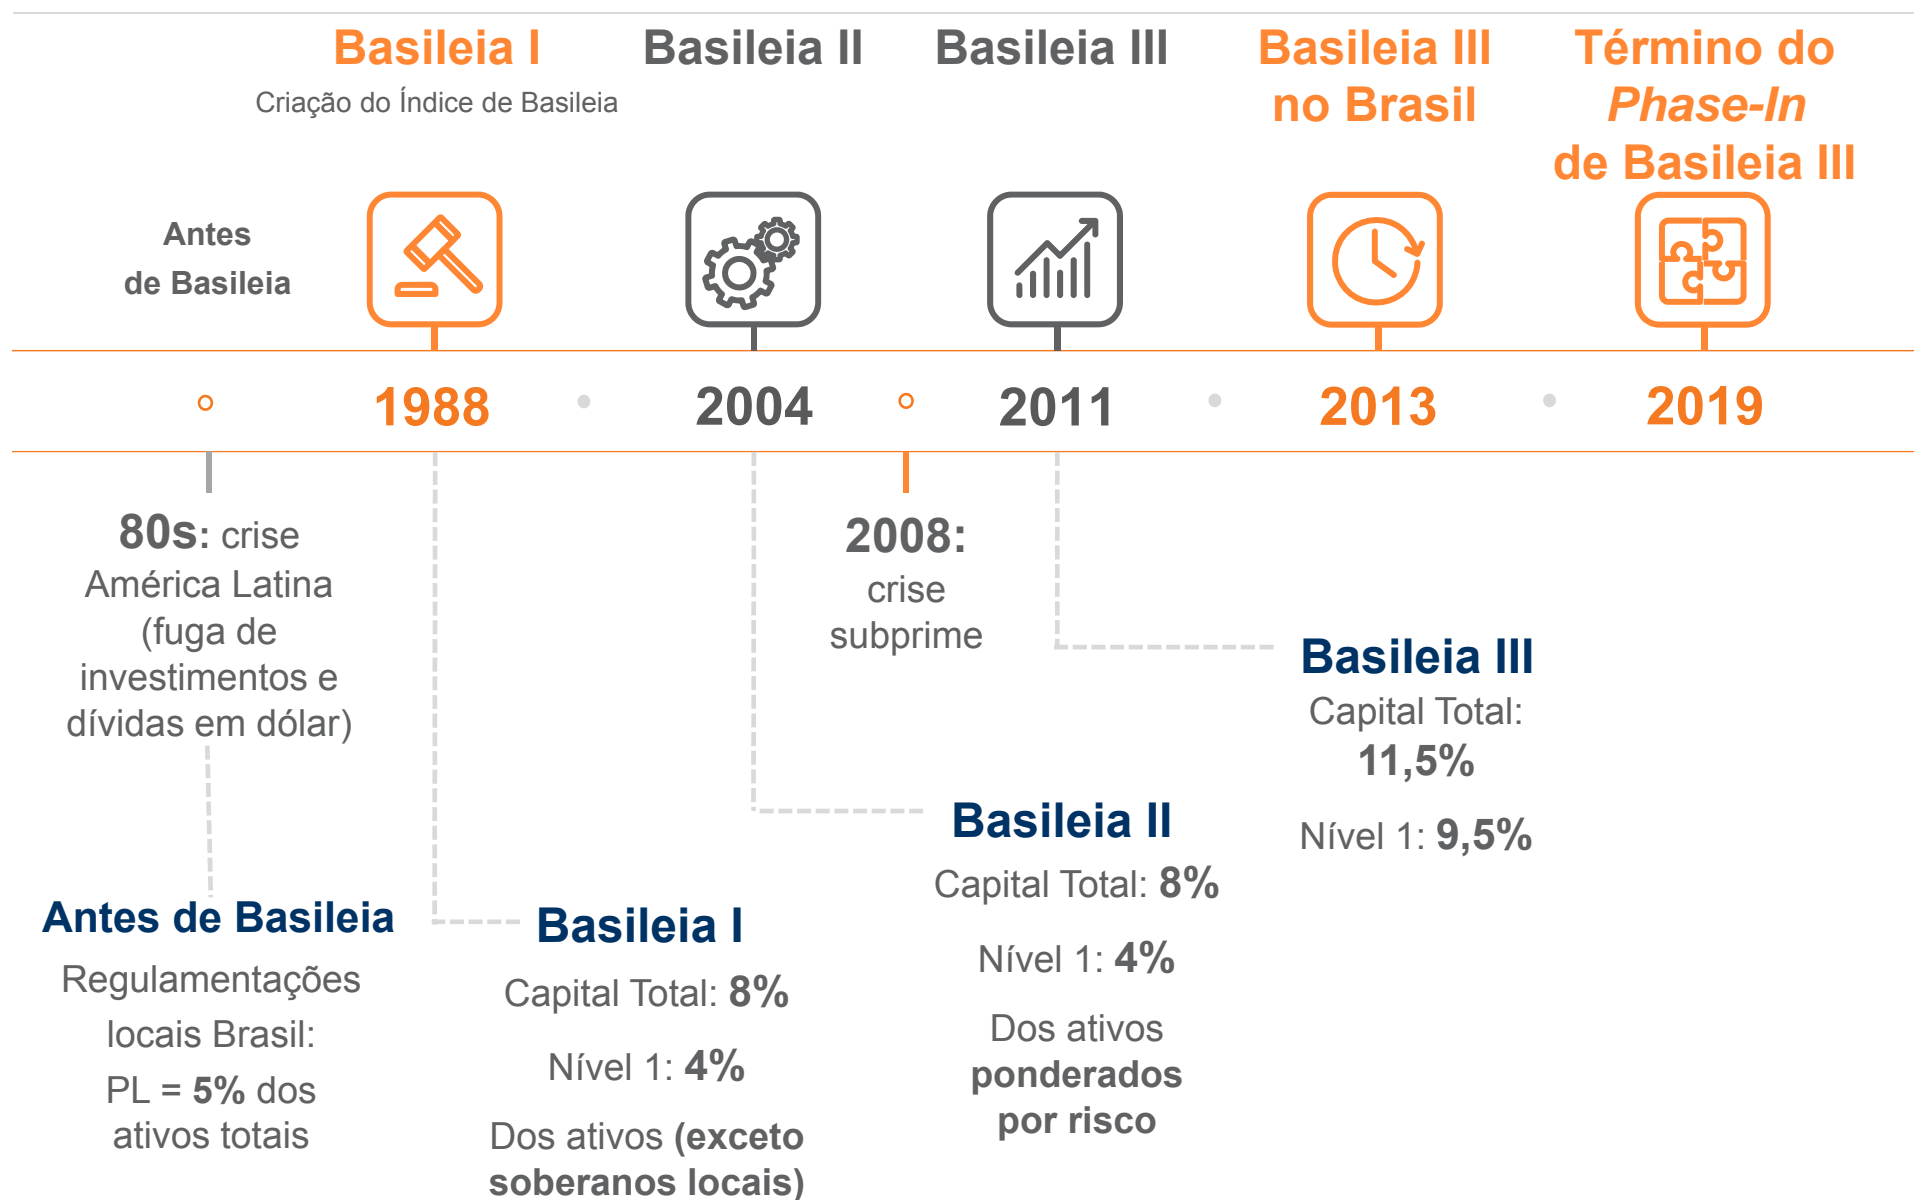 Basileia I
Criação do Índice de Basileia
Basileia II
Basileia III
Basileia III
no Brasil
Término do
Phase-In
de Basileia III
Antes
de Basileia
1988
2004
2011
2013
2019
80s: crise
América Latina
(fuga de
investimentos e
dívidas em dólar)
2008:
crise
subprime
Antes de Basileia
Regulamentações
locais Brasil:
PL = 5% dos
ativos totais
Basileia I
Capital Total: 8%
Nível 1: 4%
Dos ativos (exceto
soberanos locais)
Basileia II
Capital Total: 8%
Nível 1: 4%
Dos ativos
ponderados
por risco
Basileia III
Capital Total:
11,5%
Nível 1: 9,5%